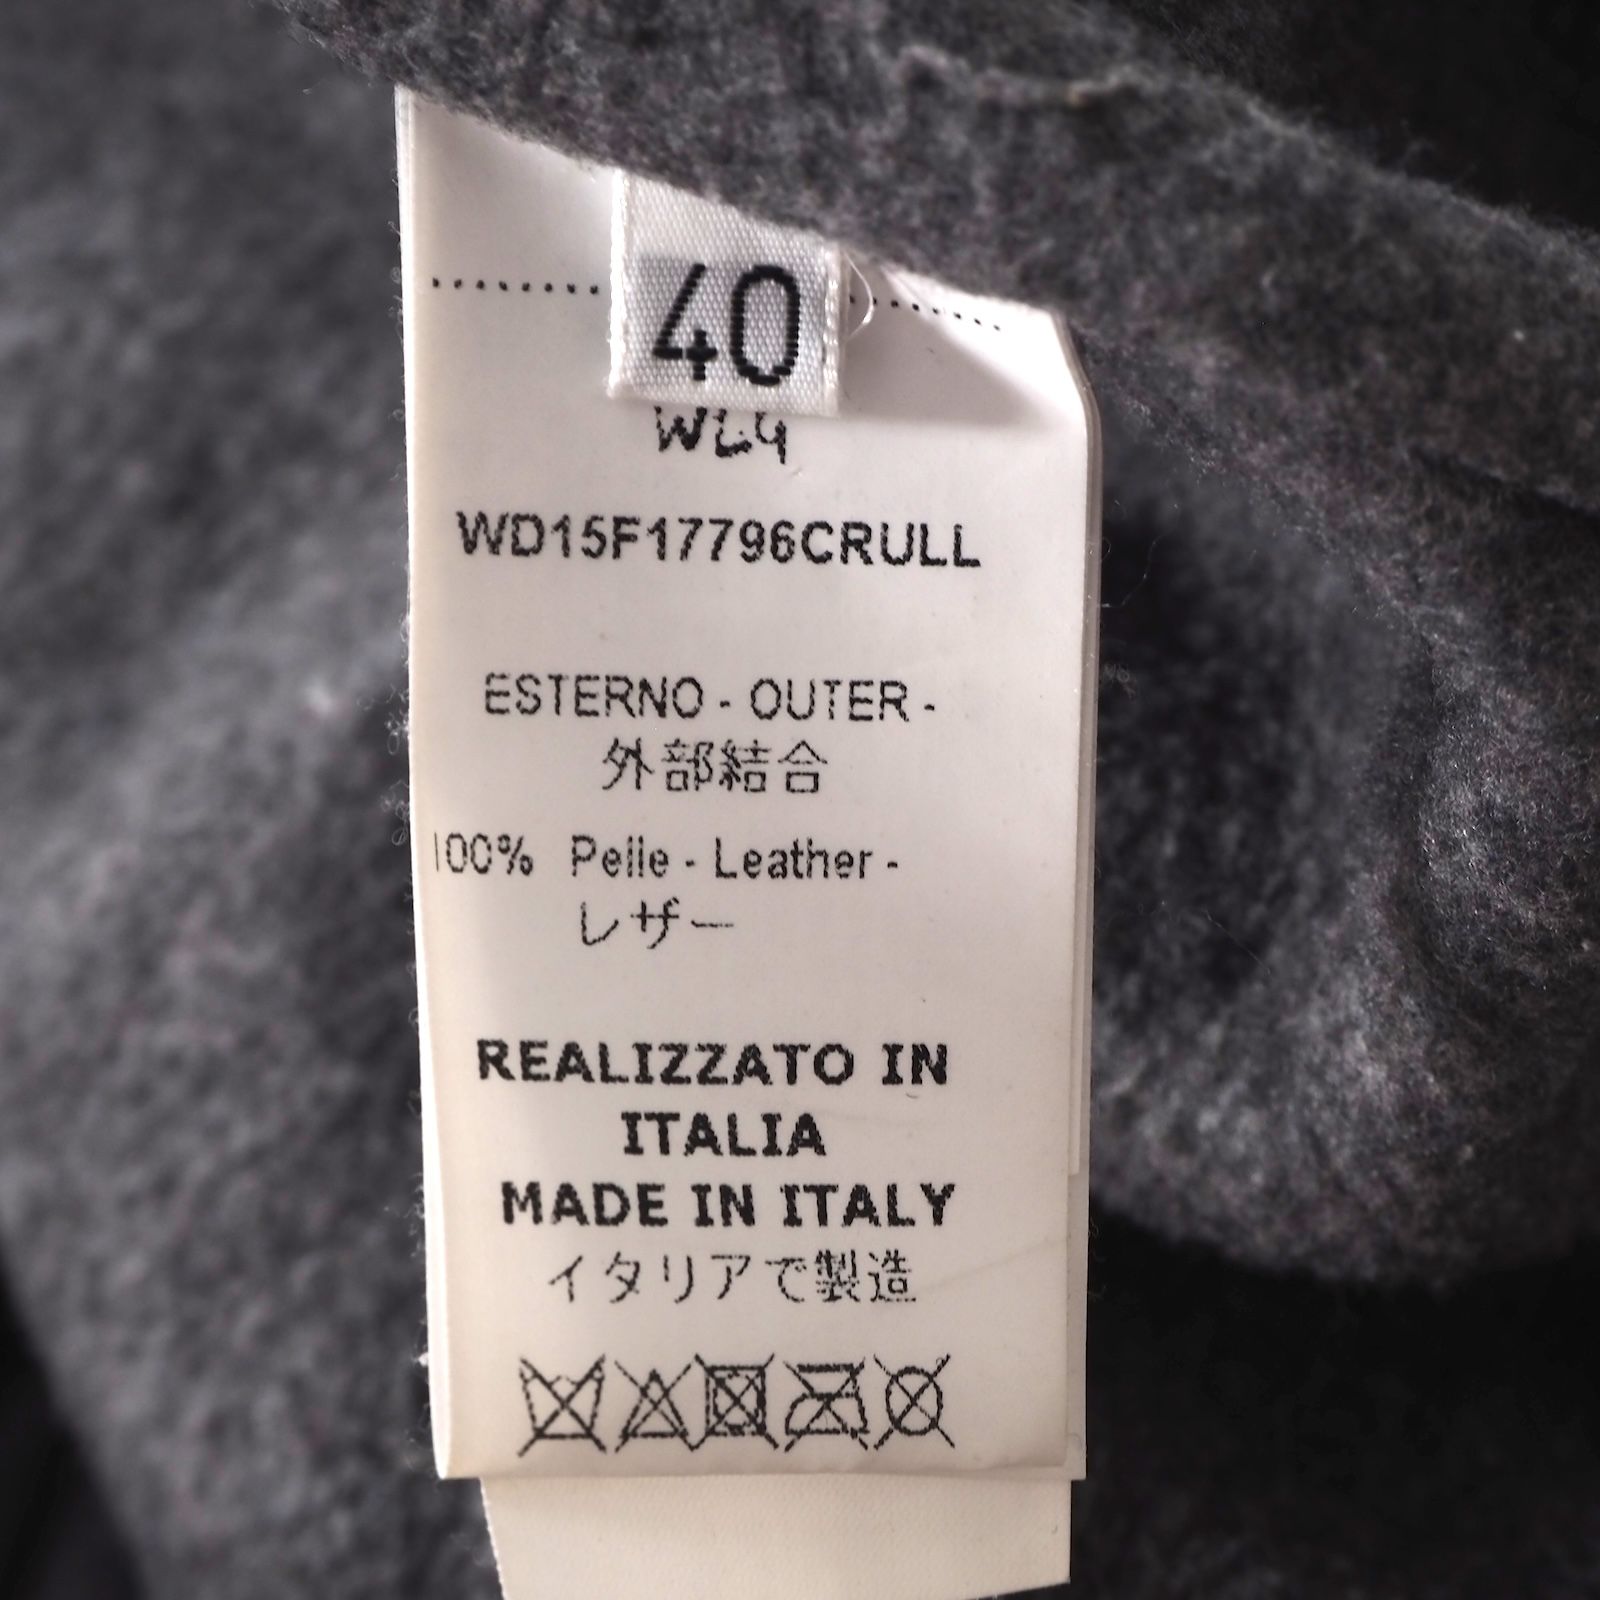 40
WL4
WD15F17796CRULL
ESTERNO - OUTER -
外部結合
100% Pelle - Leather -
レザー
REALIZZATO IN
ITALIA
MADE IN ITALY
イタリアで製造